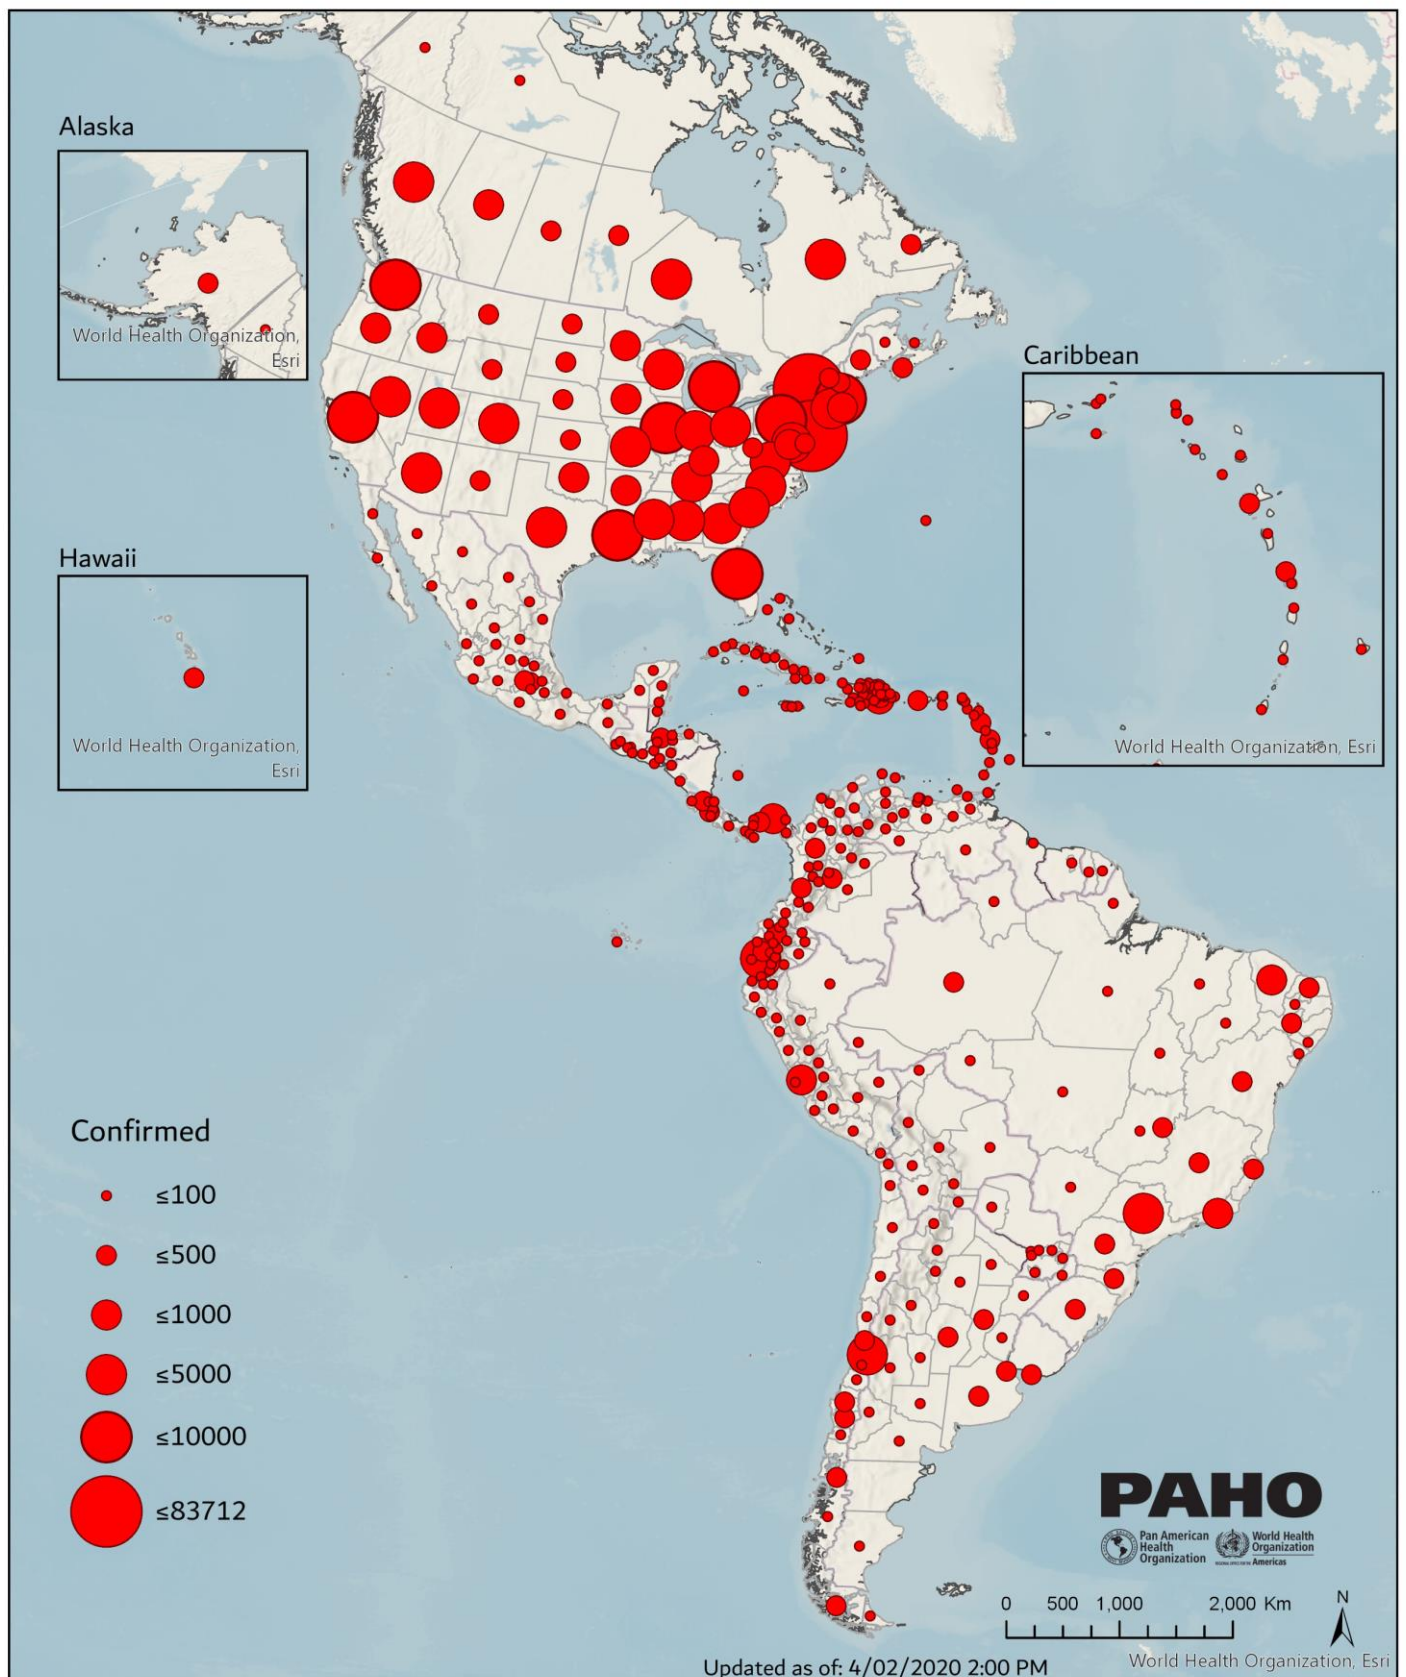 Alaska
World Health Organization,
Esri
Caribbean
World Health Organization, Esri
Hawaii
World Health Organization,
Esri
Confirmed
≤100
≤500
≤1000
≤5000
≤10000
≤83712
PAHO
Pan American
Health
Organization
World Health
Organization
Americas
0 500 1,000 2,000 Km
N
World Health Organization, Esri
Updated as of: 4/02/2020 2:00 PM